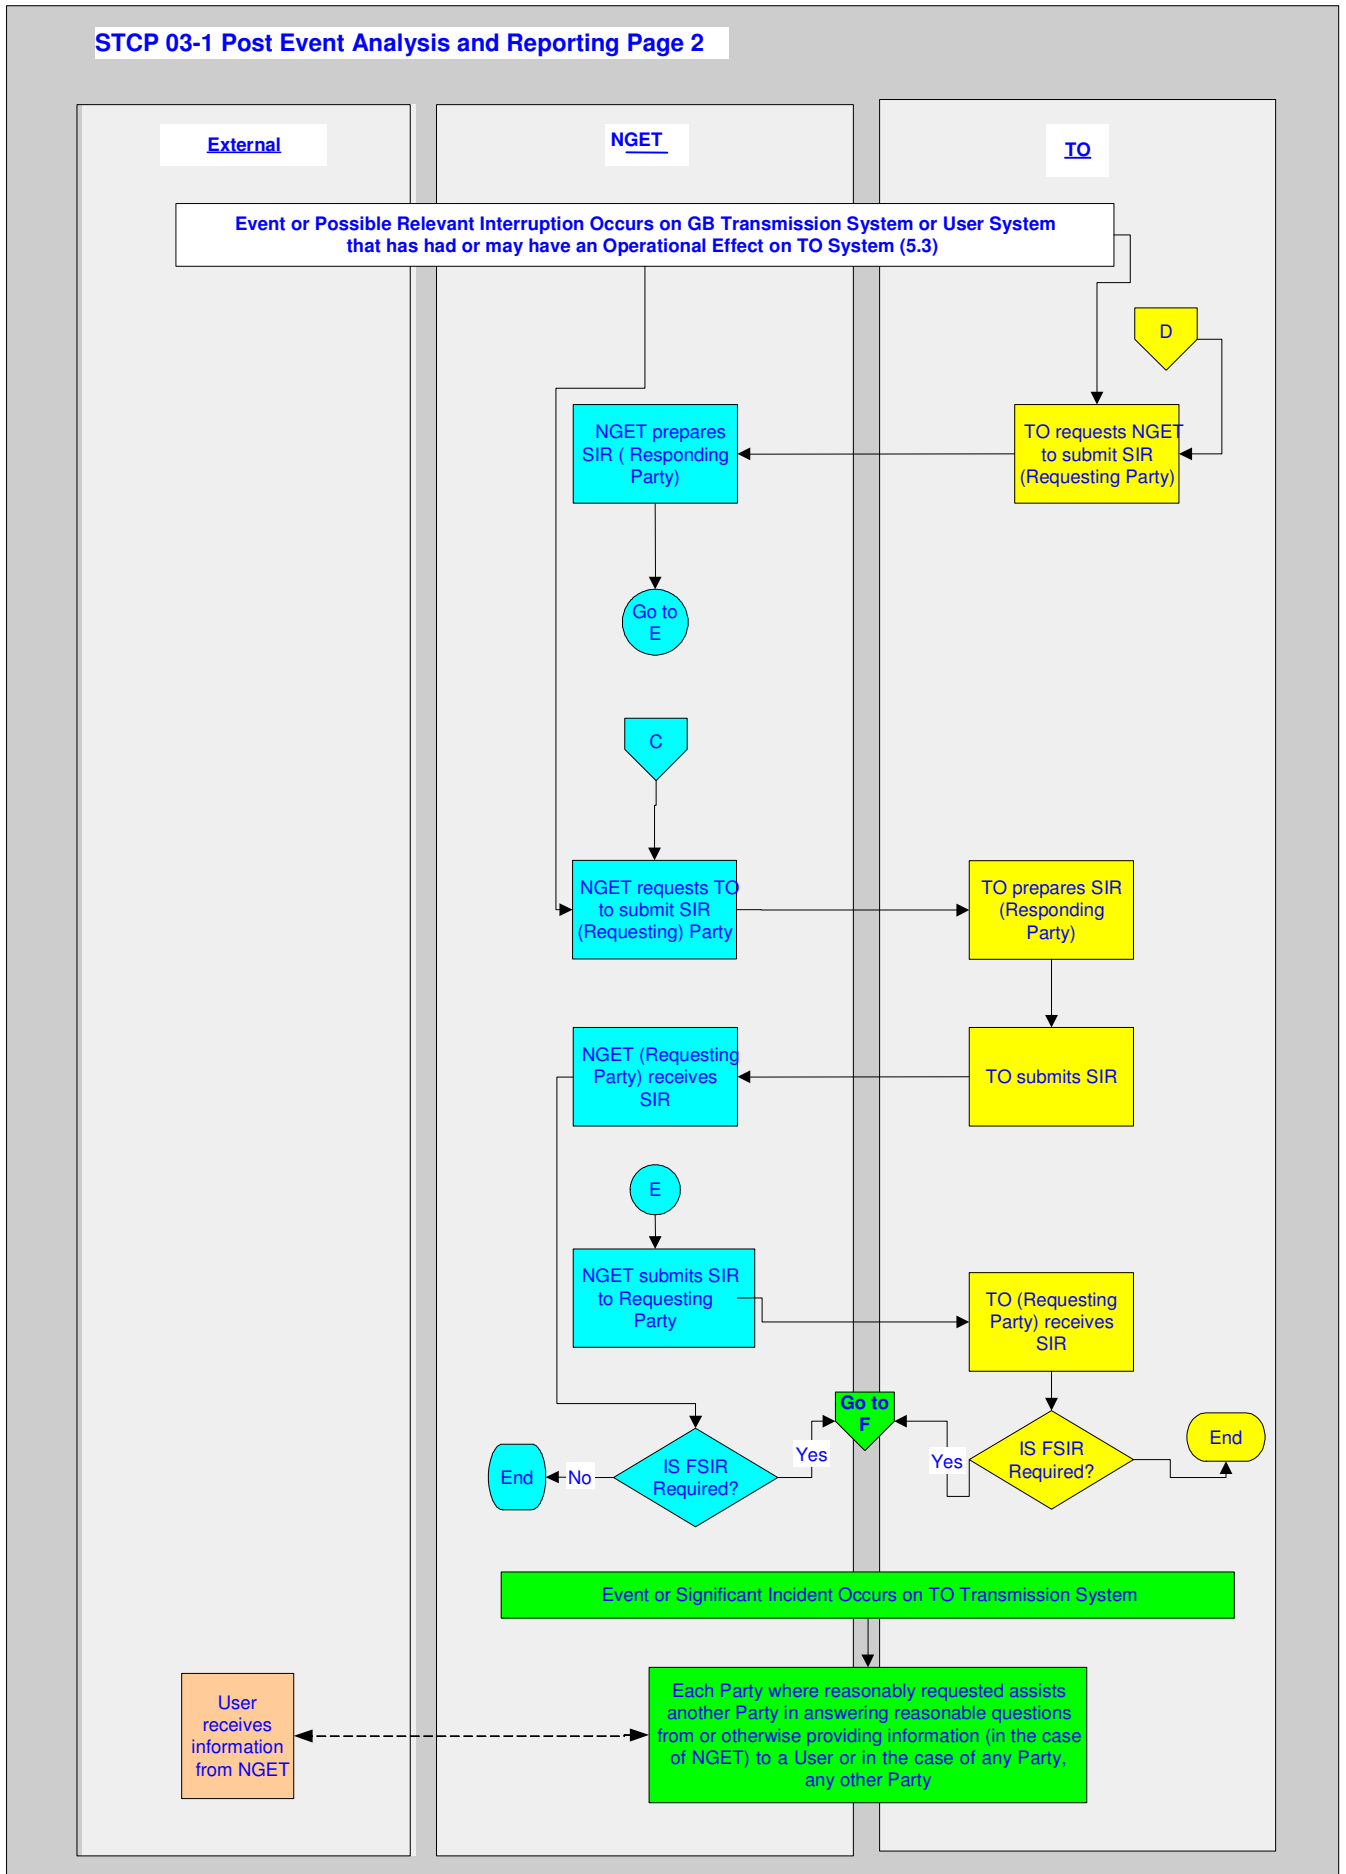 STCP 03-1 Post Event Analysis and Reporting Page 2
External
NGET
TO
Event or Possible Relevant Interruption Occurs on GB Transmission System or User System
that has had or may have an Operational Effect on TO System (5.3)
D
NGET prepares
SIR ( Responding
Party)
TO requests NGET
to submit SIR
(Requesting Party)
Go to
E
C
NGET requests TO
to submit SIR
(Requesting) Party
TO prepares SIR
(Responding
Party)
NGET (Requesting
Party) receives
SIR
TO submits SIR
E
NGET submits SIR
to Requesting
Party
TO (Requesting
Party) receives
SIR
Go to
F
End
No
IS FSIR
Required?
Yes
Yes
IS FSIR
Required?
End
Event or Significant Incident Occurs on TO Transmission System
User
receives
information
from NGET
Each Party where reasonably requested assists
another Party in answering reasonable questions
from or otherwise providing information (in the case
of NGET) to a User or in the case of any Party,
any other Party